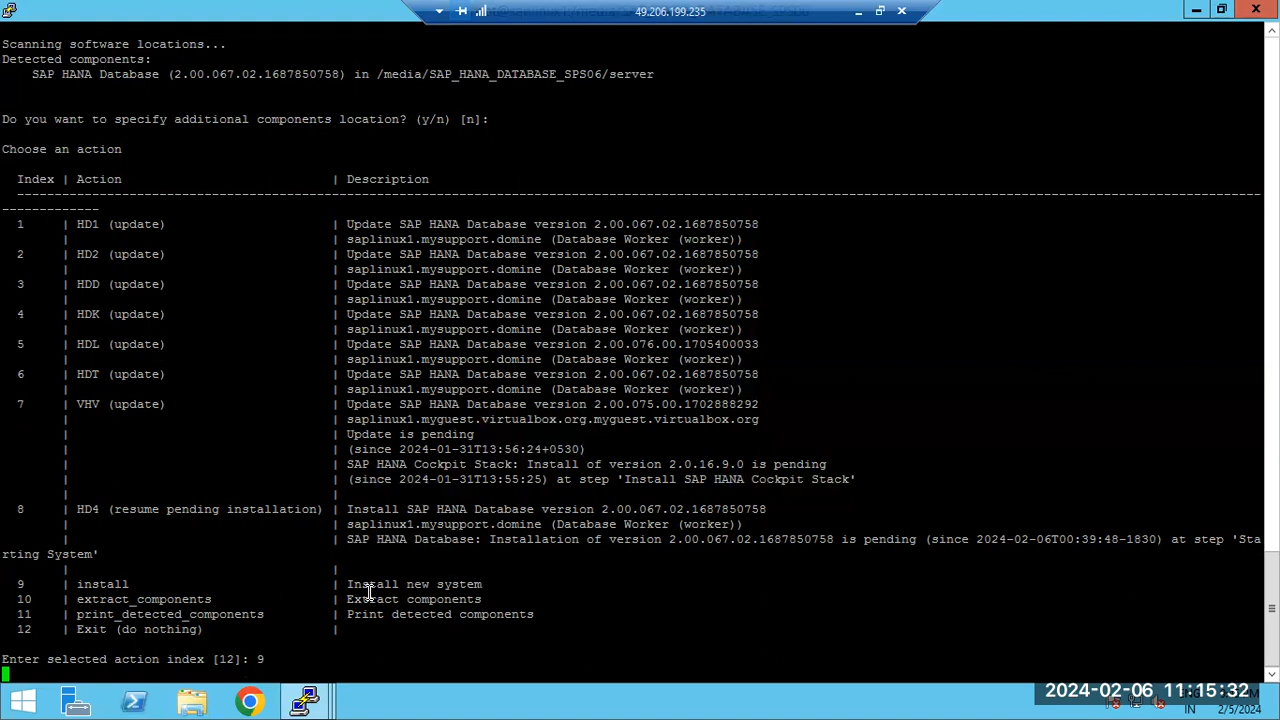 49.206.199.235
Scanning software locations...
Detected components:
SAP HANA Database (2.00.067.02.1687850758) in /media/SAP_HANA_DATABASE_SPS06/server
Do you want to specify additional components location? (y/n) [n]:
Choose an action
Index | Action | Description
--------------------------------------------------------------------------------------------------------------------------------------------------------------------------
-------------
1 | HD1 (update) | Update SAP HANA Database version 2.00.067.02.1687850758
| | saplinux1.mysupport.domine (Database Worker (worker))
2 | HD2 (update) | Update SAP HANA Database version 2.00.067.02.1687850758
| | saplinux1.mysupport.domine (Database Worker (worker))
3 | HDD (update) | Update SAP HANA Database version 2.00.067.02.1687850758
| | saplinux1.mysupport.domine (Database Worker (worker))
4 | HDK (update) | Update SAP HANA Database version 2.00.067.02.1687850758
| | saplinux1.mysupport.domine (Database Worker (worker))
5 | HDL (update) | Update SAP HANA Database version 2.00.076.00.1705400033
| | saplinux1.mysupport.domine (Database Worker (worker))
6 | HDT (update) | Update SAP HANA Database version 2.00.067.02.1687850758
| | saplinux1.mysupport.domine (Database Worker (worker))
7 | VHV (update) | Update SAP HANA Database version 2.00.075.00.1702888292
| | saplinux1.myguest.virtualbox.org.myguest.virtualbox.org
| | Update is pending
| | (since 2024-01-31T13:56:24+0530)
| | SAP HANA Cockpit Stack: Install of version 2.0.16.9.0 is pending
| | (since 2024-01-31T13:55:25) at step 'Install SAP HANA Cockpit Stack'
| |
8 | HD4 (resume pending installation) | Install SAP HANA Database version 2.00.067.02.1687850758
| | saplinux1.mysupport.domine (Database Worker (worker))
| | SAP HANA Database: Installation of version 2.00.067.02.1687850758 is pending (since 2024-02-06T00:39:48-1830) at step 'Sta
rting System'
| |
9 | install | Install new system
10 | extract_components | Extract components
11 | print_detected_components | Print detected components
12 | Exit (do nothing) |
Enter selected action index [12]: 9
2024-02-06 11:15:32
IN
2/5/2024